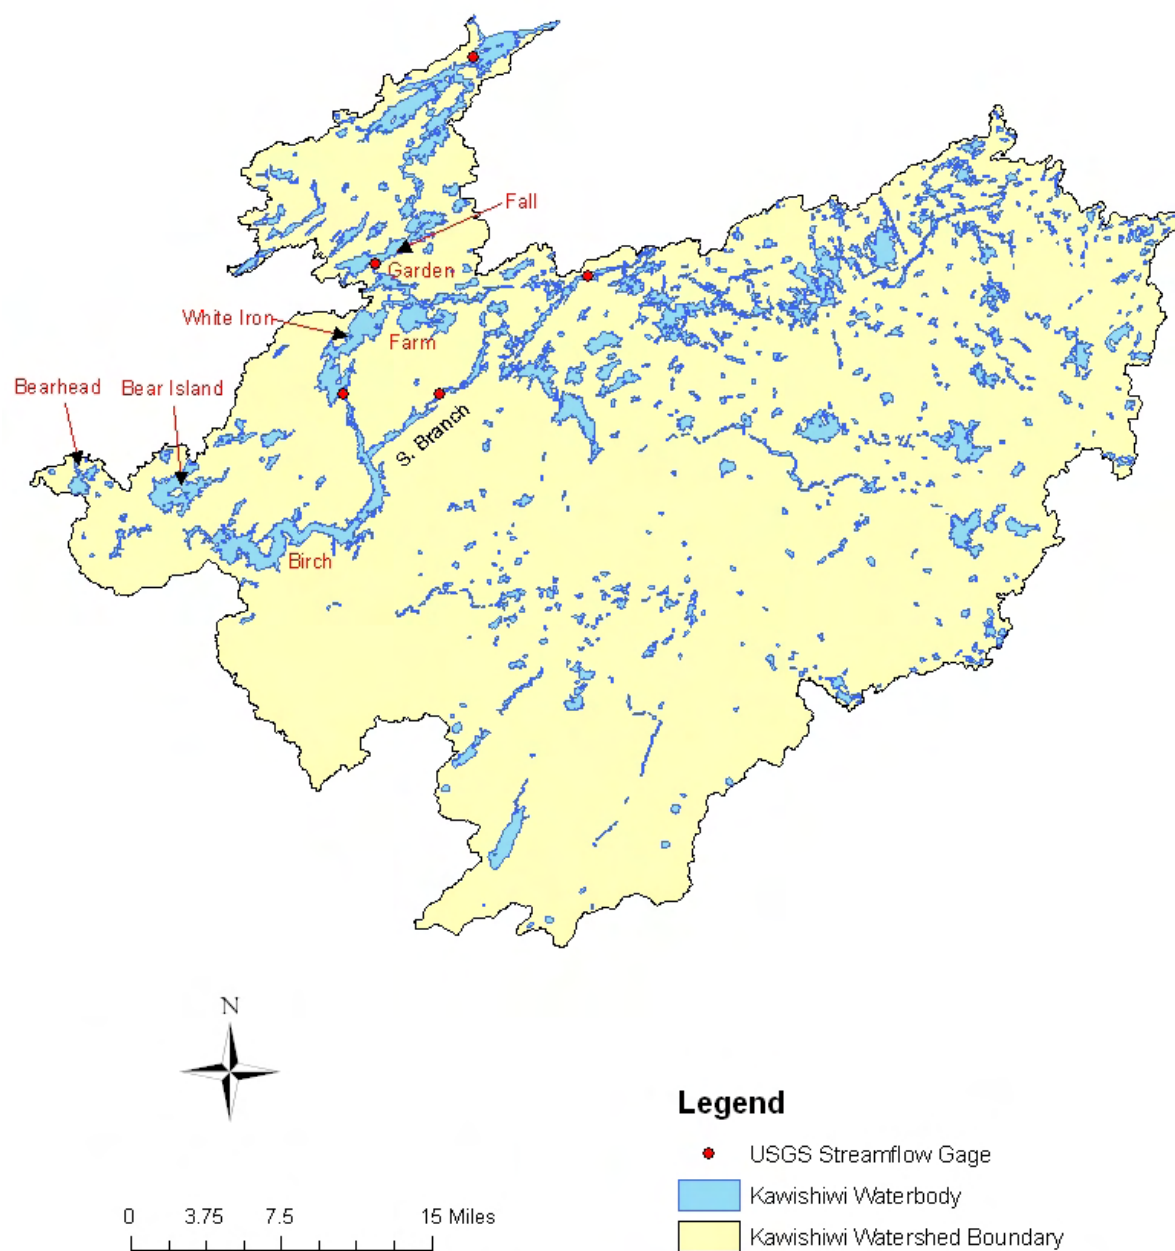 Fall
Garden
White Iron
Farm
Bearhead
Bear Island
S. Branch
Birch
N
Legend
USGS Streamflow Gage
Kawishiwi Waterbody
Kawishiwi Watershed Boundary
0 3.75 7.5 15 Miles